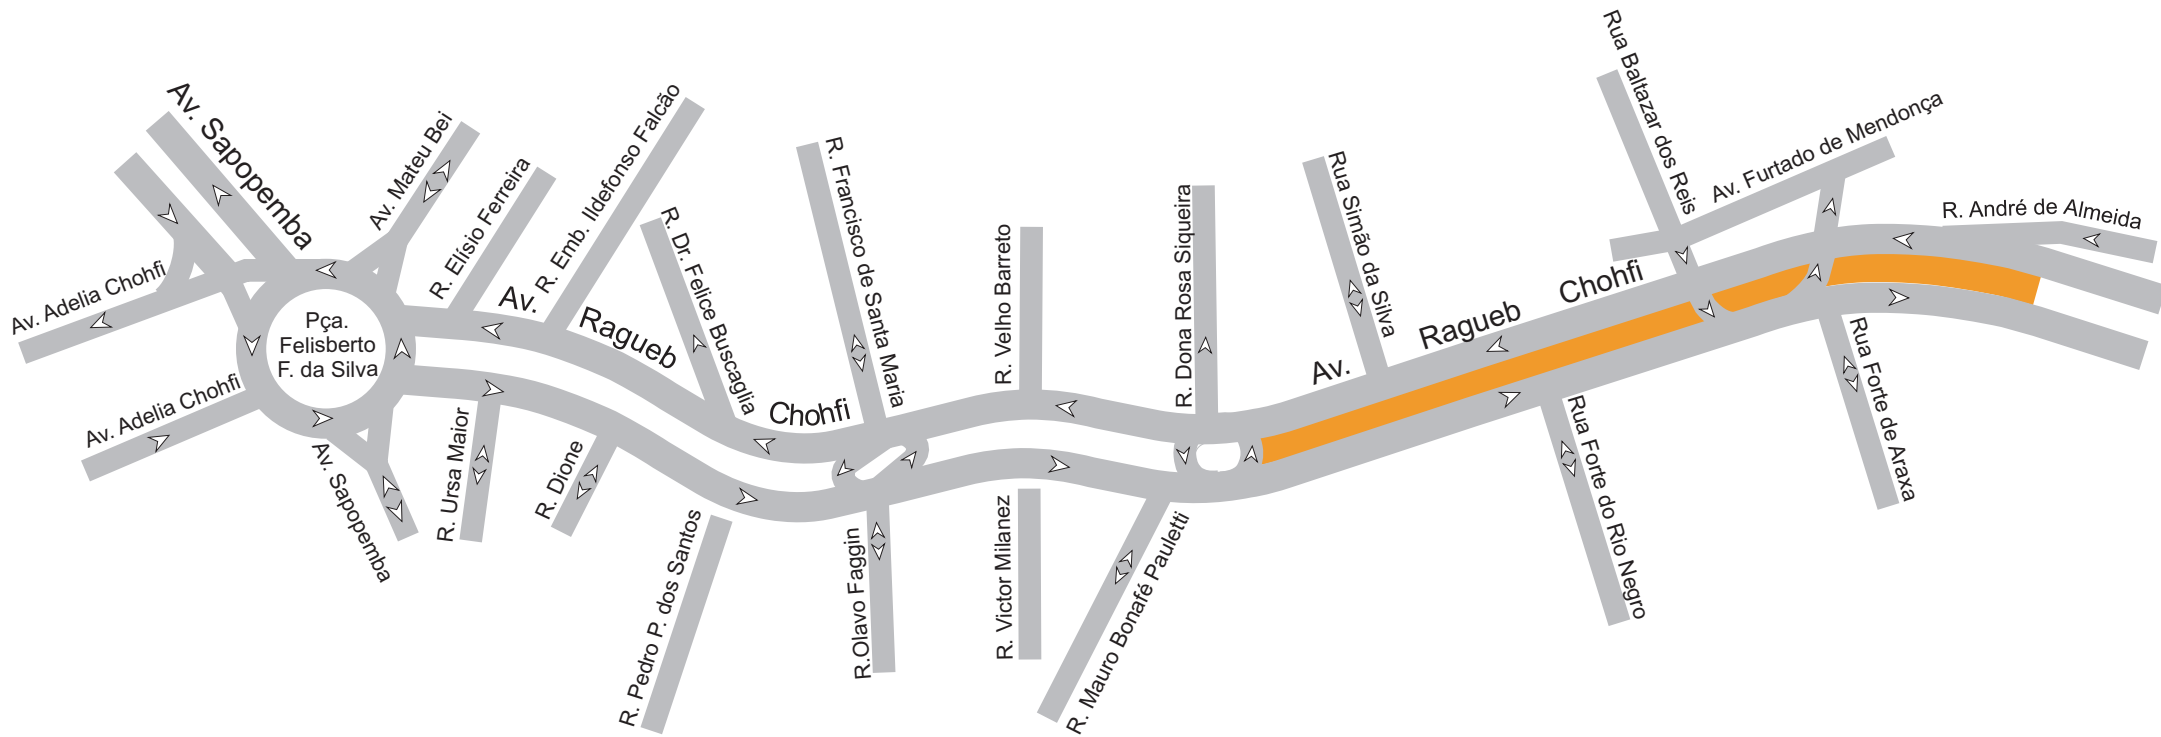 Av. Sapopemba
Av. Mateu Bei
R. Elísio Ferreira
R. Emb. Ildefonso Falcão
R. Dr. Felice Buscaglia
R. Francisco de Santa Maria
R. Velho Barreto
R. Dona Rosa Siqueira
Rua Simão da Silva
Rua Baltazar dos Reis
Av. Furtado de Mendonça
R. André de Almeida
Av. Adelia Chohfi
Av. Ragueb Chohfi
Av. Ragueb Chohfi
Pça.
Felisberto
F. da Silva
Av. Adelia Chohfi
Av. Sapopemba
R. Ursa Maior
R. Dione
R. Pedro P. dos Santos
R.Olavo Faggin
R. Victor Milanez
R. Mauro Bonafé Pauletti
Rua Forte do Rio Negro
Rua Forte de Araxa